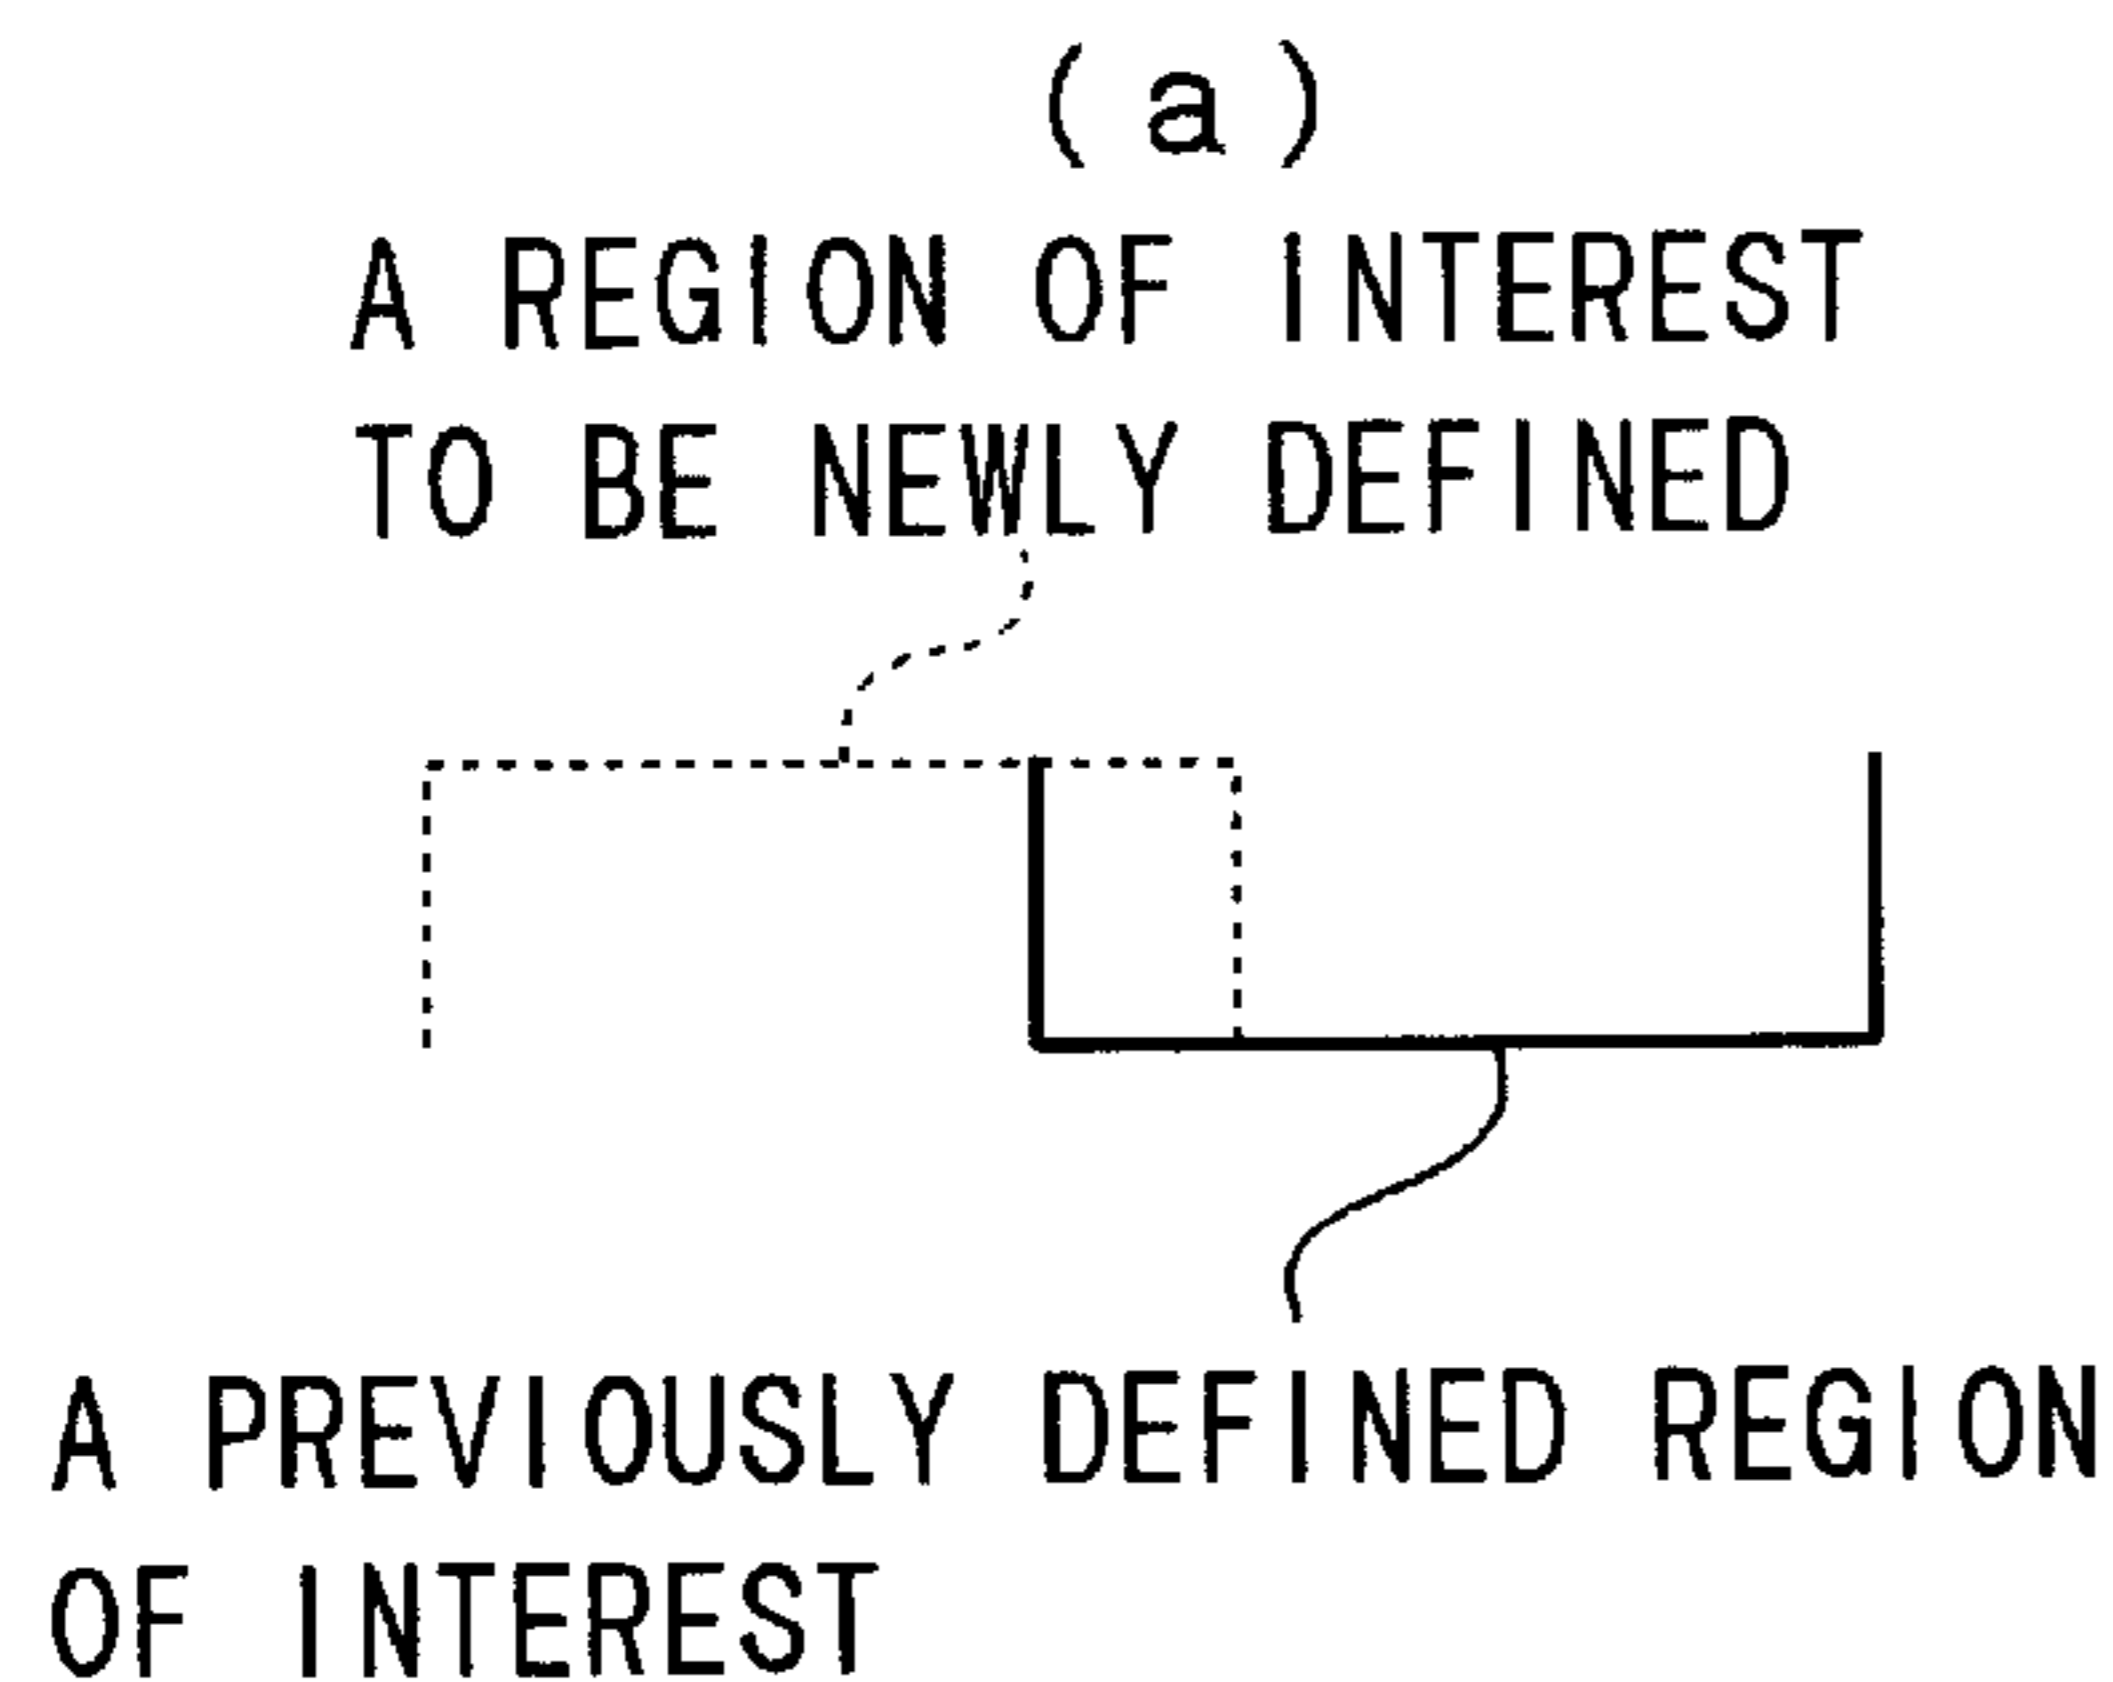 (a)
A REGION OF INTEREST
TO BE NEWLY DEFINED
A PREVIOUSLY DEFINED REGION
OF INTEREST